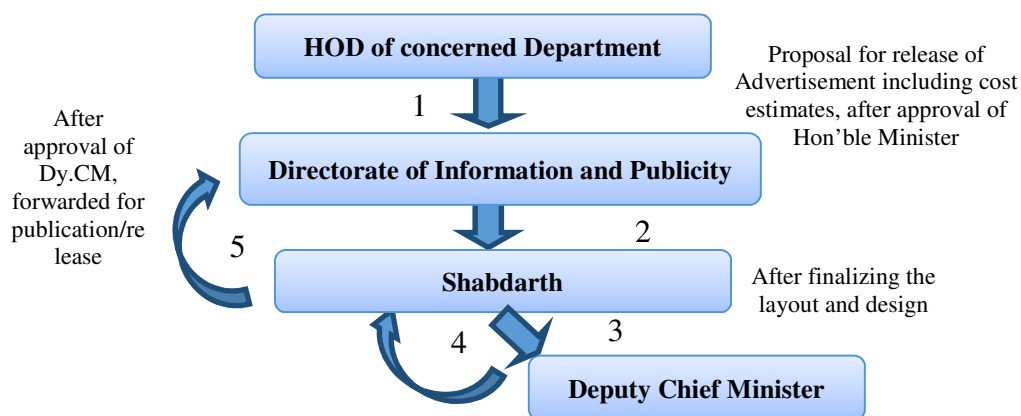 HOD of concerned Department
Proposal for release of
Advertisement including cost
estimates, after approval of
Hon'ble Minister
1
After
approval of
Dy.CM,
forwarded for
publication/re
lease
Directorate of Information and Publicity
2
5
Shabdarth
After finalizing the
layout and design
4
3
Deputy Chief Minister